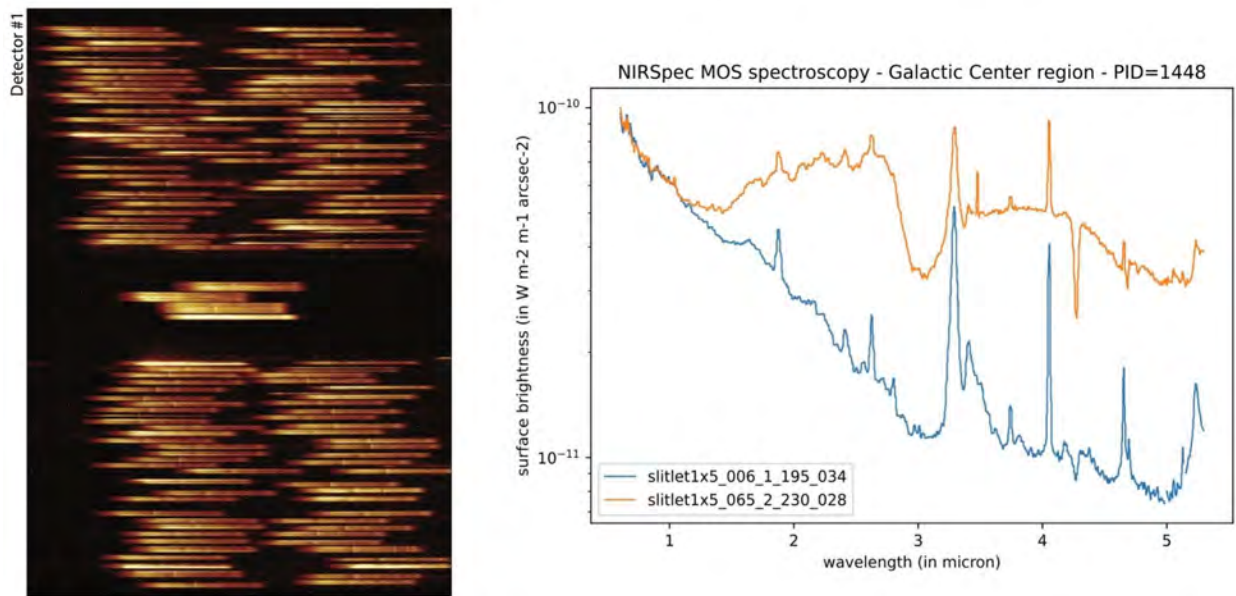 Detector #1
NIRSpec MOS spectroscopy - Galactic Center region - PID=1448
surface brightness (in W m-2 m-1 arcsec-2)
10⁻¹⁰
10⁻¹¹
slitlet1x5_006_1_195_034
slitlet1x5_065_2_230_028
1 2 3 4 5
wavelength (in micron)